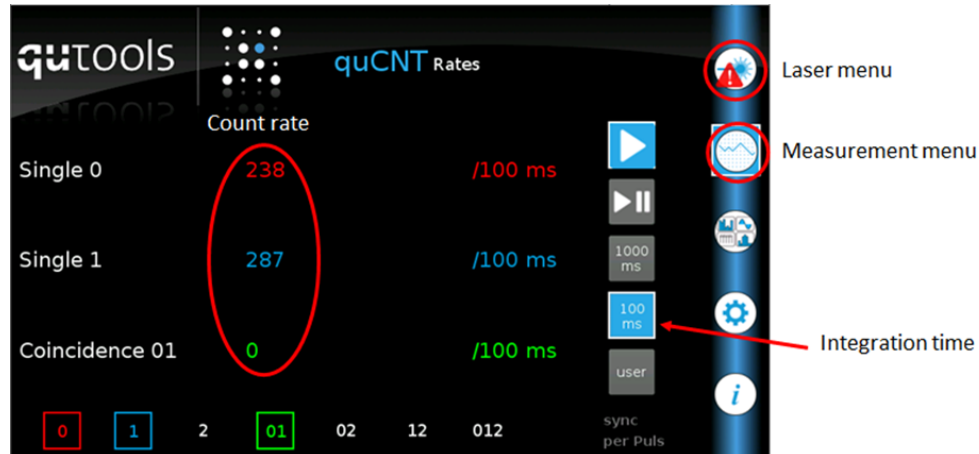 qutools
quCNT Rates
Laser menu
Count rate
Measurement menu
Single 0 238 /100 ms
Single 1 287 /100 ms
1000
ms
100
ms
Integration time
Coincidence 01 0 /100 ms
user
i
0 1 2 01 02 12 012
sync
per Puls